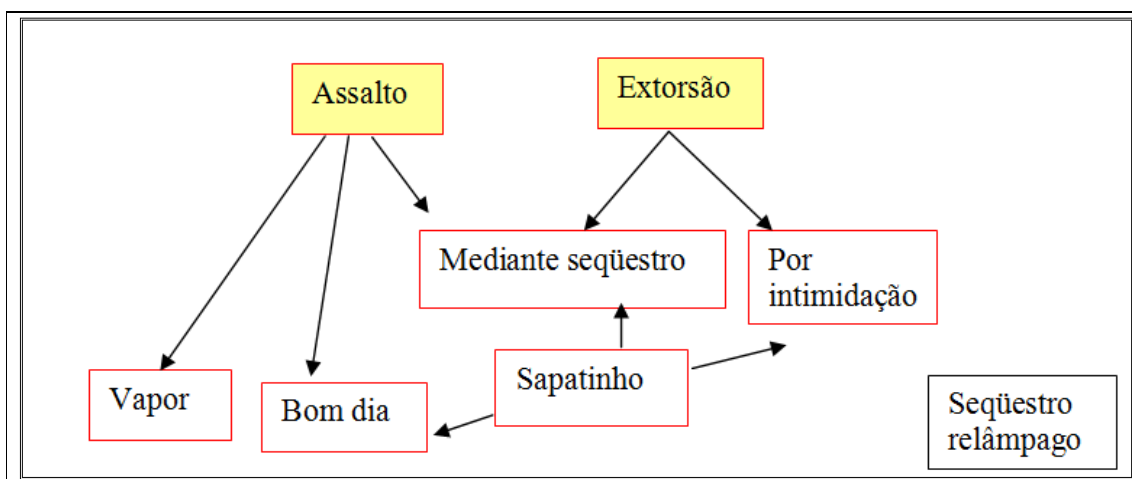 Assalto
Extorsão
Mediante seqüestro
Por
intimidação
Vapor
Bom dia
Sapatinho
Seqüestro
relâmpago